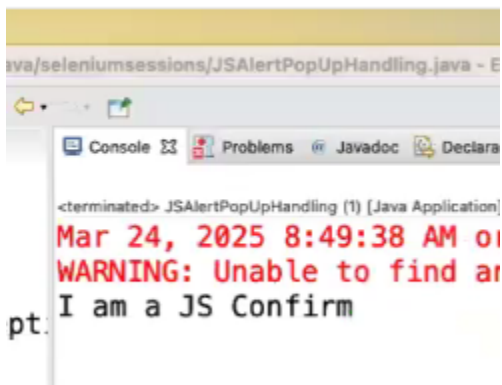 ava/seleniumsessions/JSAlertPopUpHandling.java - E
Console Problems @ Javadoc Declara
<terminated> JSAlertPopUpHandling (1) [Java Application]
Mar 24, 2025 8:49:38 AM or
WARNING: Unable to find an
I am a JS Confirm
pt